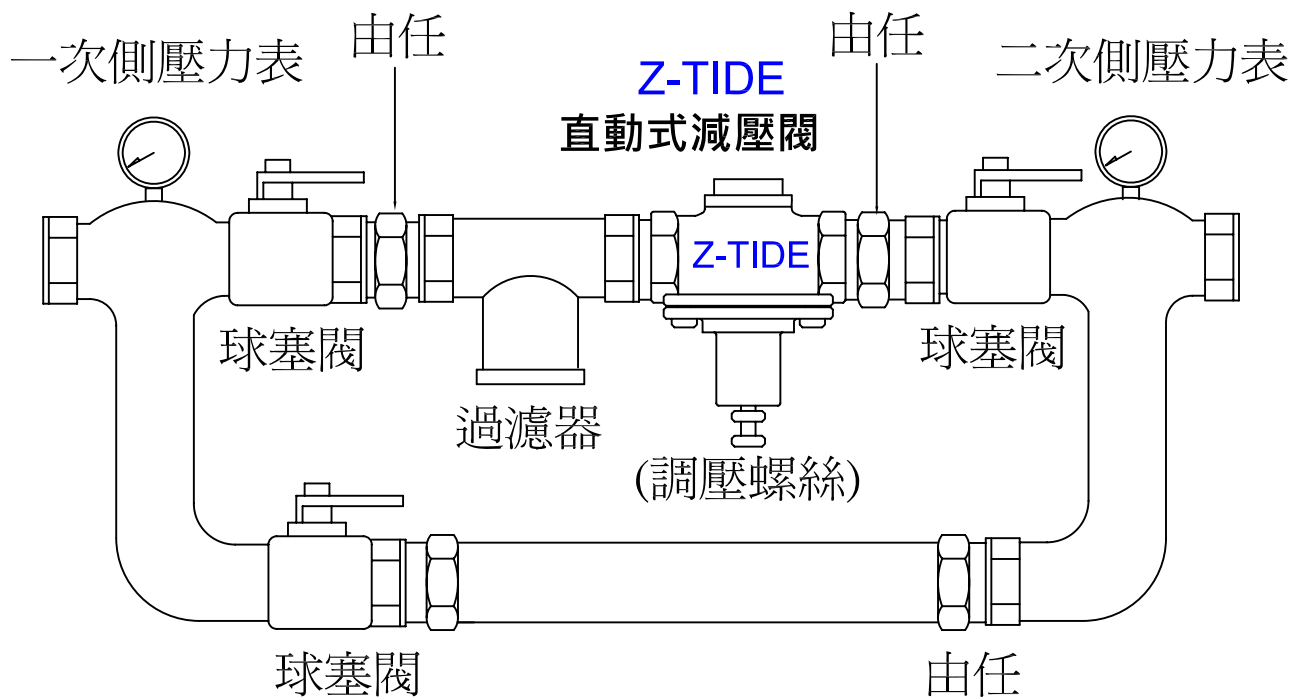 由任
由任
一次側壓力表
Z-TIDE
二次側壓力表
直動式減壓閥
Z-TIDE
球塞閥
球塞閥
過濾器
(調壓螺絲)
球塞閥
由任